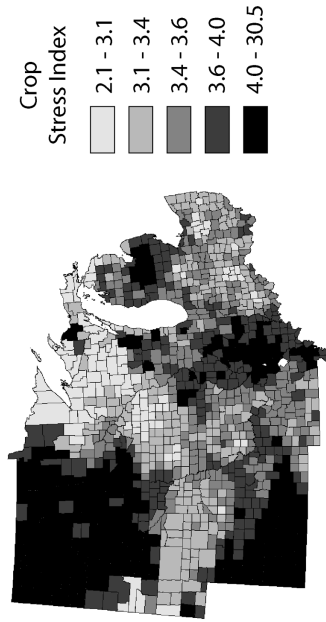 Crop
Stress Index
2.1 - 3.1
3.1 - 3.4
3.4 - 3.6
3.6 - 4.0
4.0 - 30.5